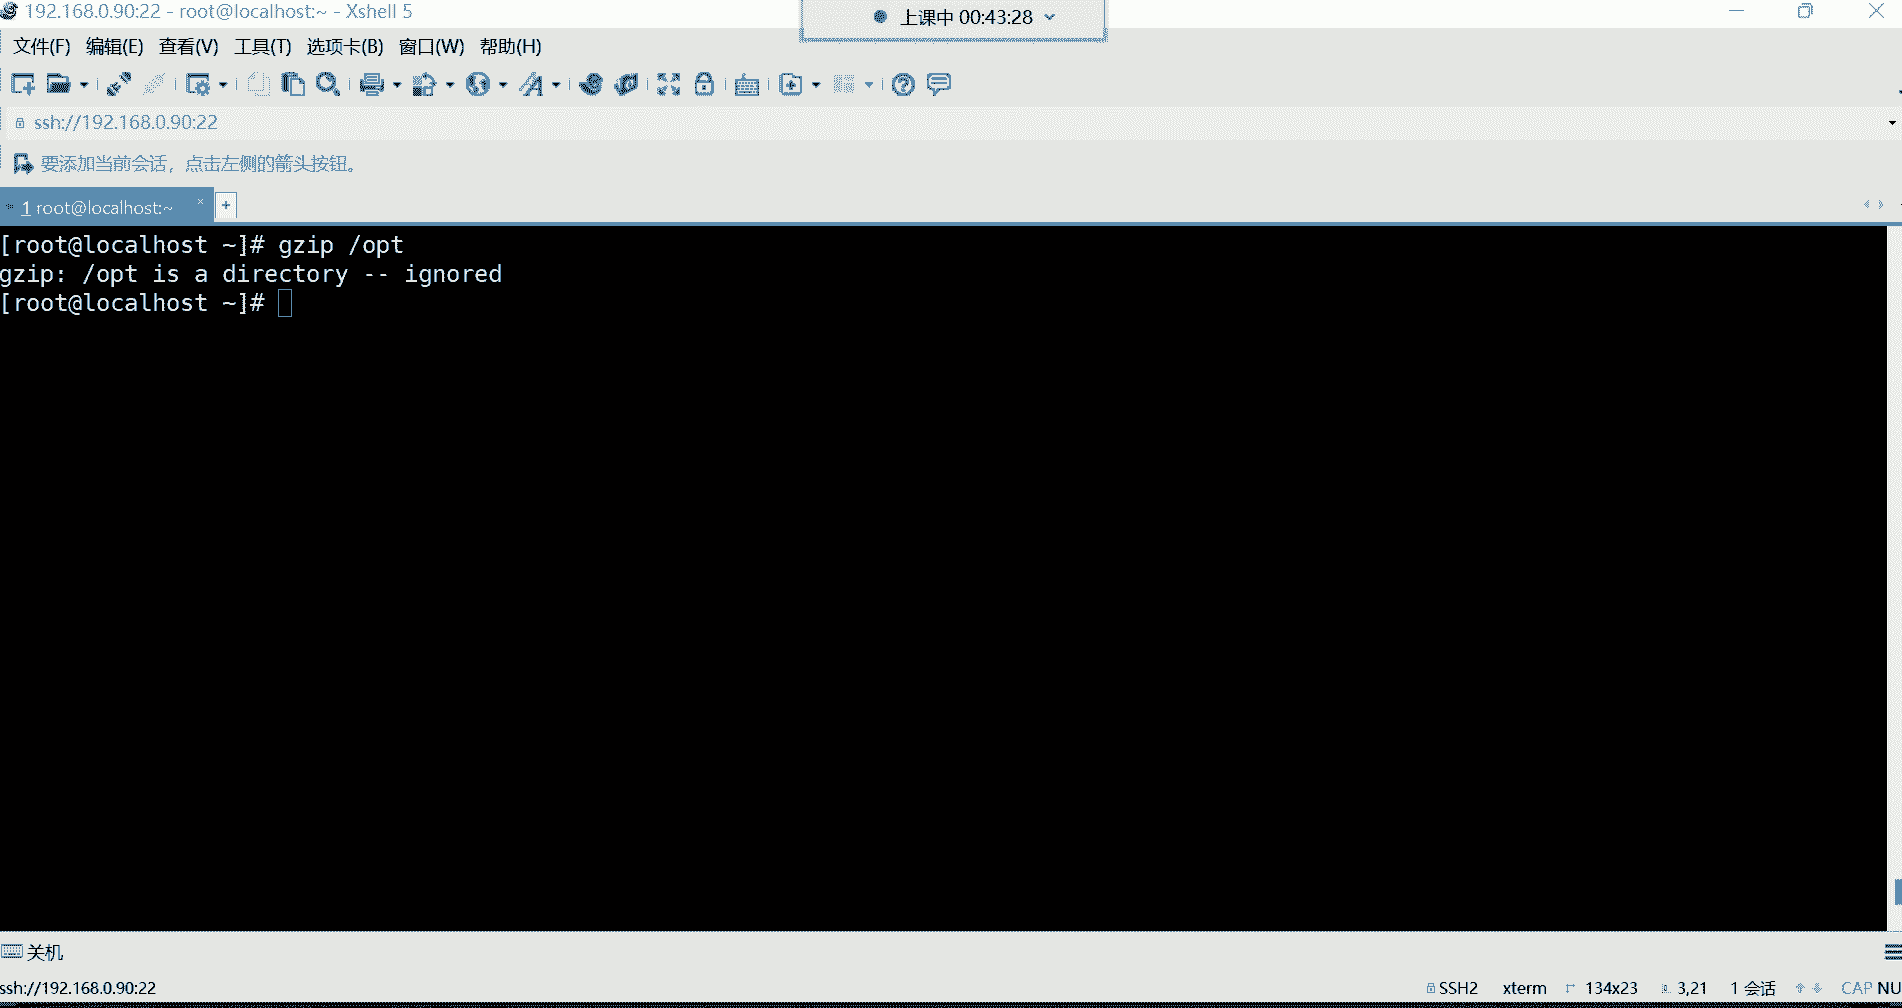 192.168.0.90:22 - root@localhost:~ - Xshell 5
上课中 00:43:28
文件(F) 编辑(E) 查看(V) 工具(T) 选项卡(B) 窗口(W) 帮助(H)
ssh://192.168.0.90:22
要添加当前会话，点击左侧的箭头按钮。
1 root@localhost:~ × +
[root@localhost ~]# gzip /opt
gzip: /opt is a directory -- ignored
[root@localhost ~]#
关机
ssh://192.168.0.90:22 SSH2 xterm 134x23 3,21 1 会话 CAP NU